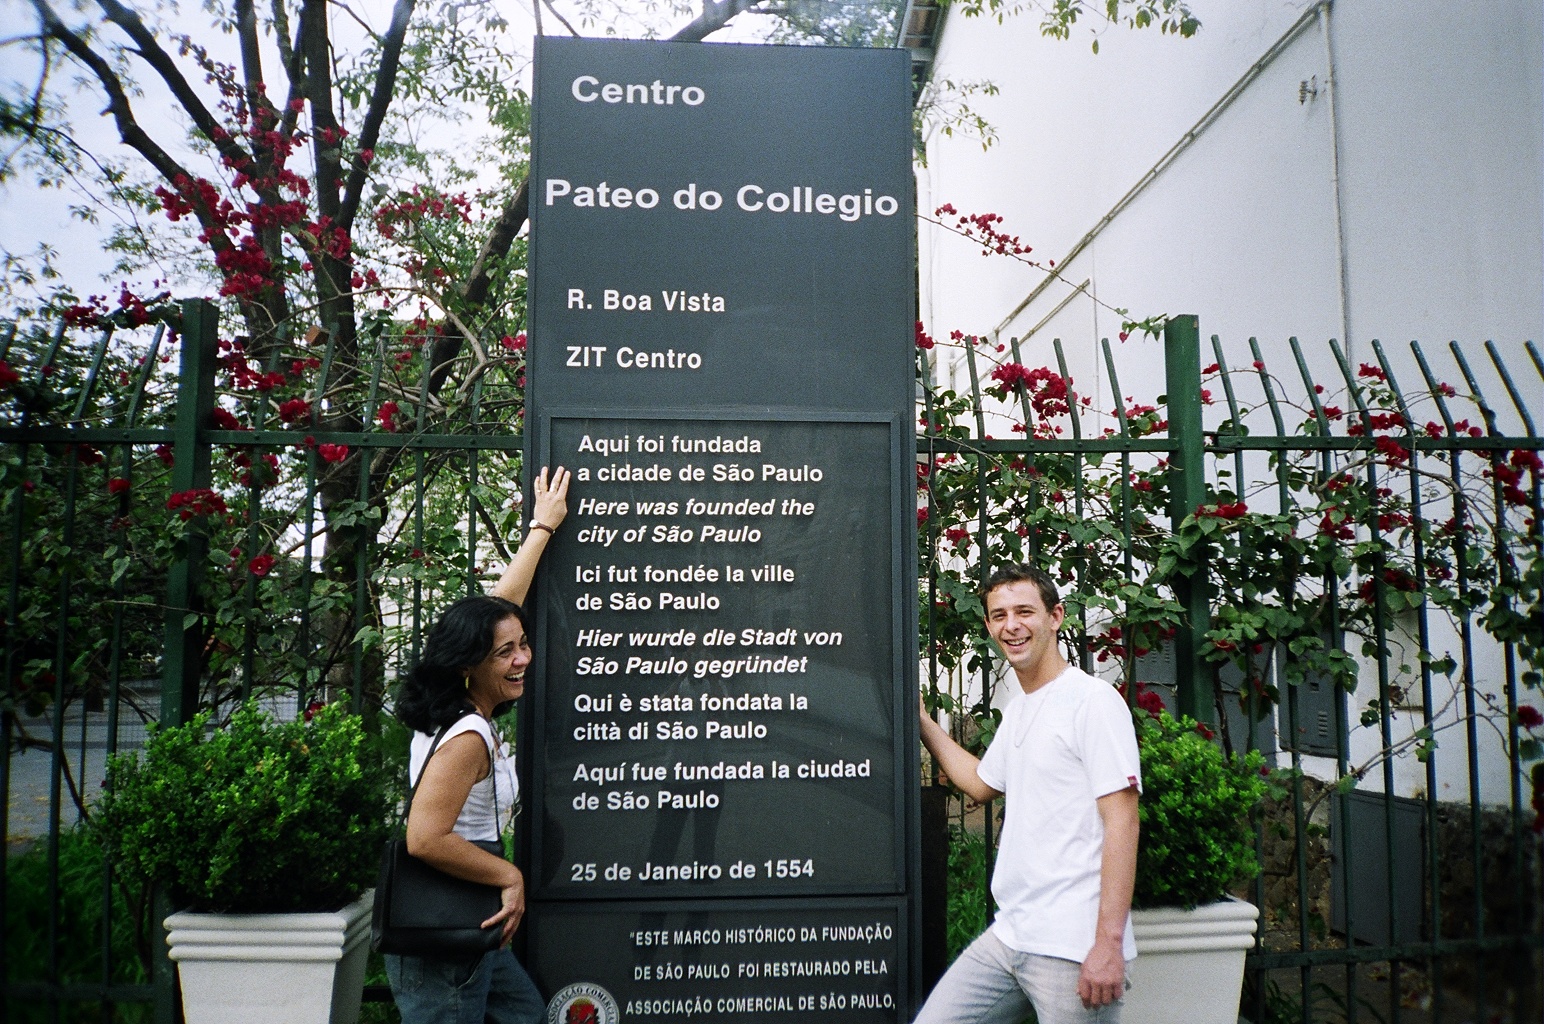 Centro
Pateo do Collegio
R. Boa Vista
ZIT Centro
Aqui foi fundada
a cidade de São Paulo
Here was founded the
city of São Paulo
Ici fut fondée la ville
de São Paulo
Hier wurde die Stadt von
São Paulo gegründet
Qui è stata fondata la
città di São Paulo
Aquí fue fundada la ciudad
de São Paulo
25 de Janeiro de 1554
"ESTE MARCO HISTÓRICO DA FUNDAÇÃO
DE SÃO PAULO FOI RESTAURADO PELA
ASSOCIAÇÃO COMERCIAL DE SÃO PAULO,